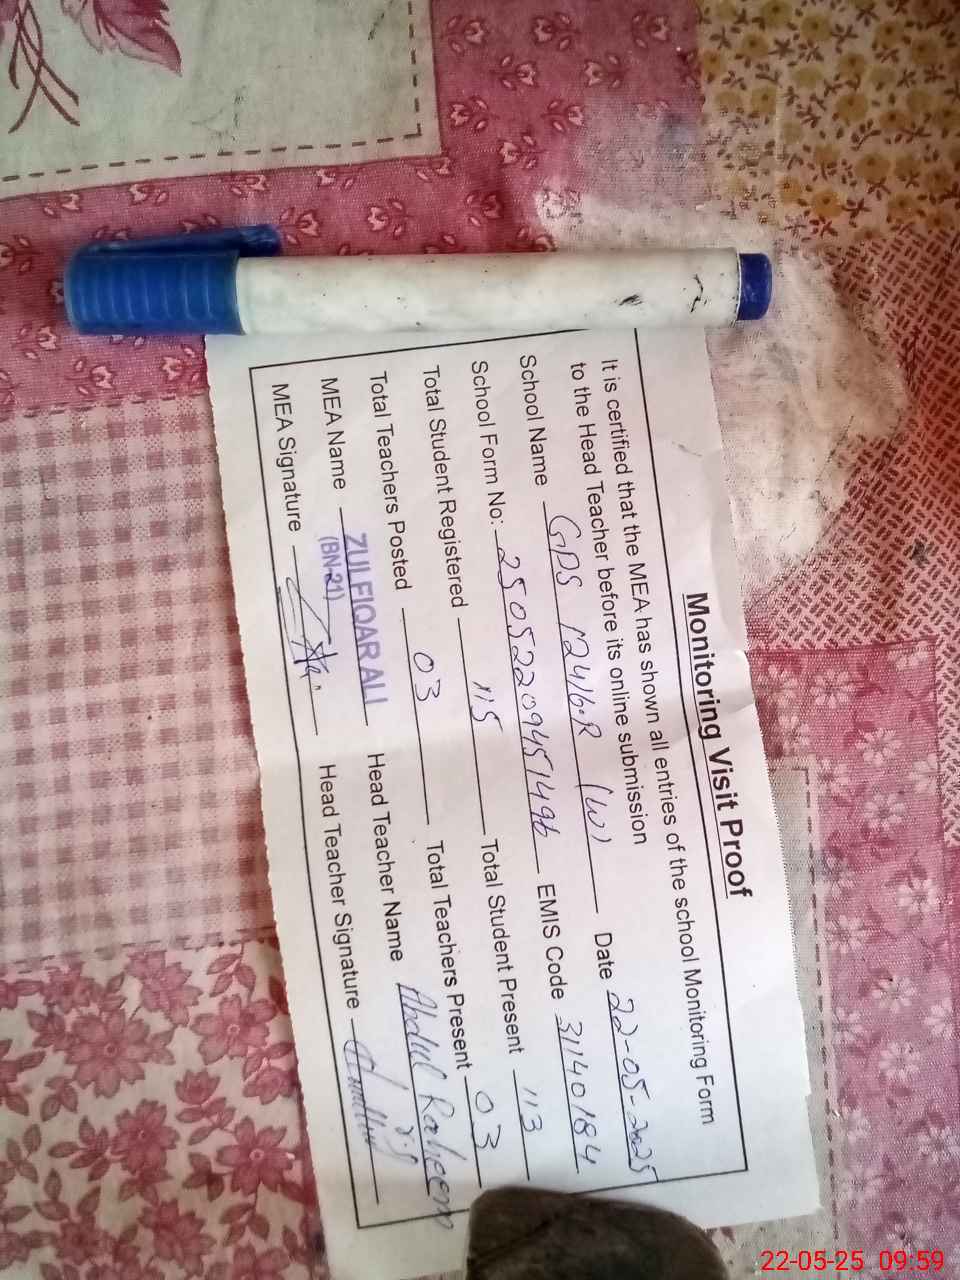 Monitoring Visit Proof
It is certified that the MEA has shown all entries of the school Monitoring Form
to the Head Teacher before its online submission
School Name GPS 124/6.R (W) Date 22-05-2025
School Form No: 25052209451496 EMIS Code 31140184
Total Student Registered 115 Total Student Present 113
Total Teachers Posted 03 Total Teachers Present 03
MEA Name ZULFIQAR ALI Head Teacher Name Abdul Raheem
(BN-21)
MEA Signature Head Teacher Signature
22-05-25 09:59